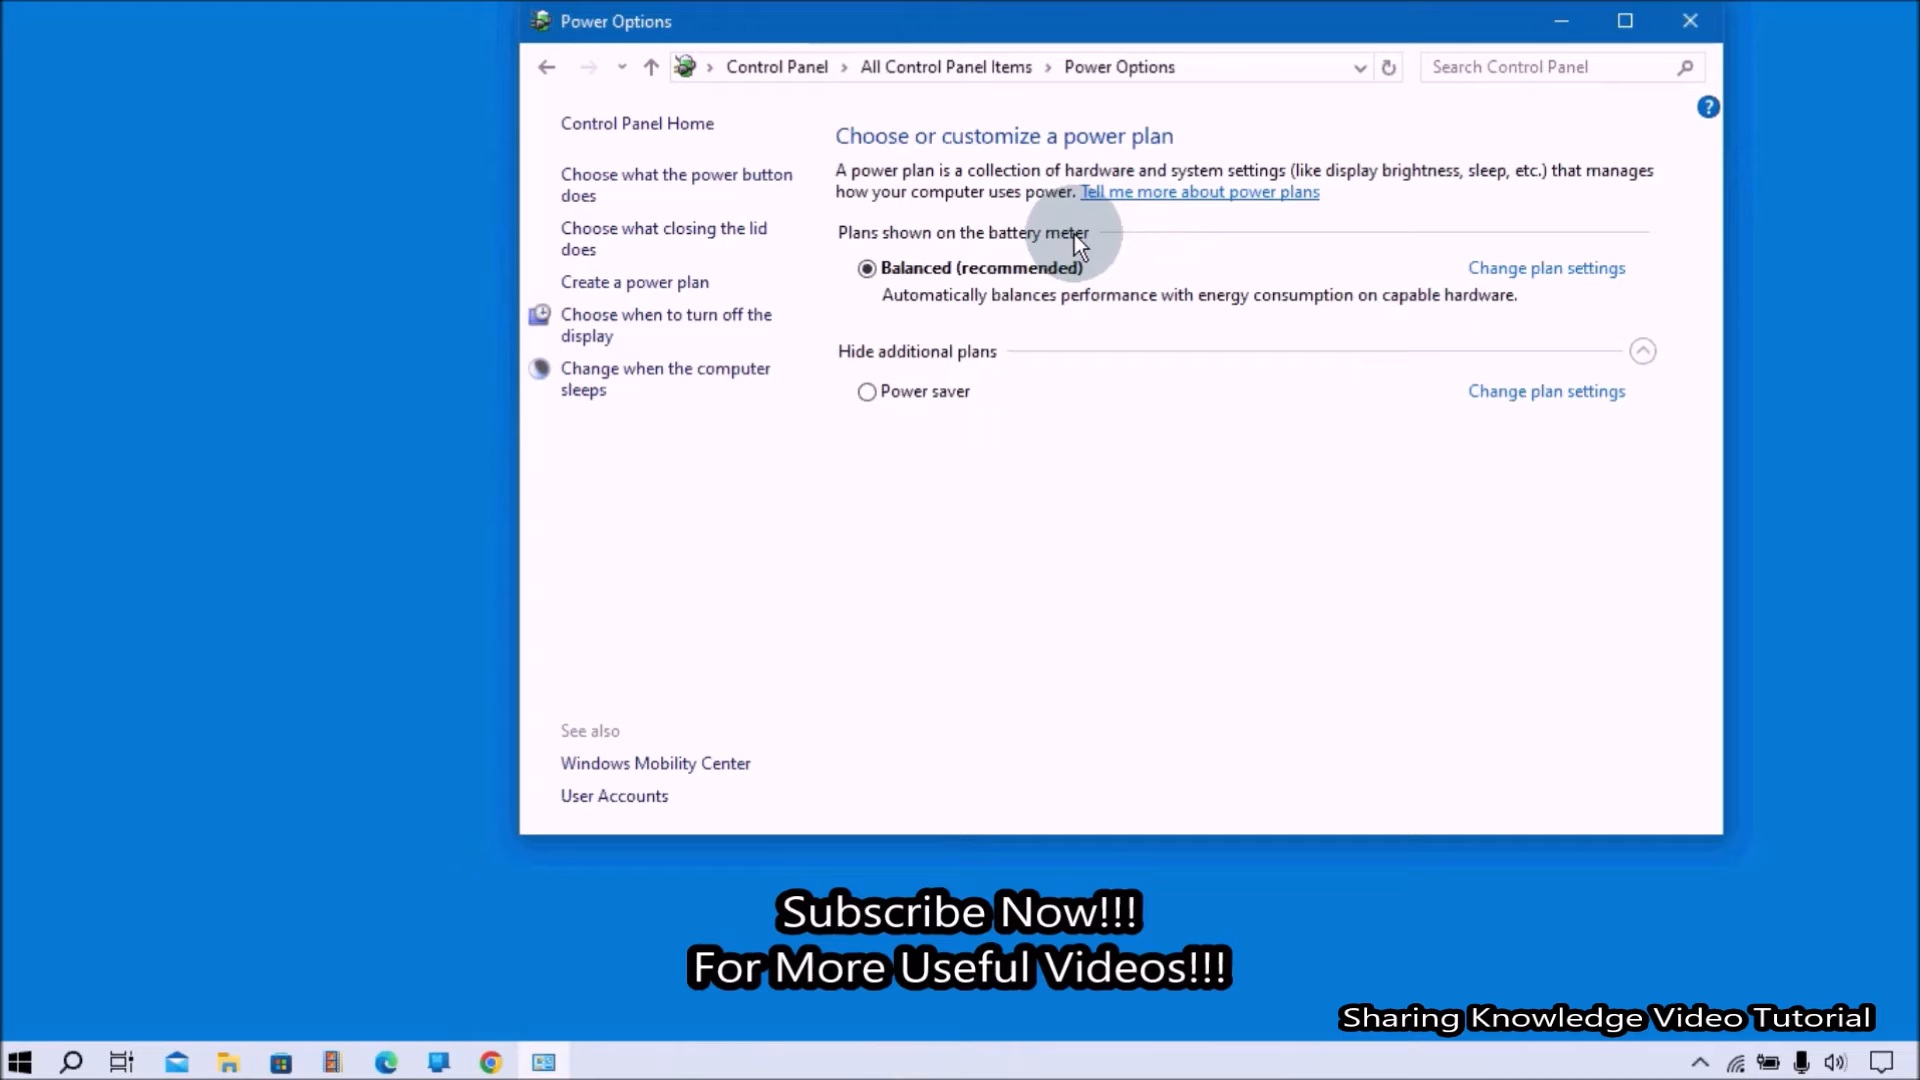 Power Options
Control Panel > All Control Panel Items > Power Options
Search Control Panel
?
Control Panel Home
Choose what the power button
does
Choose what closing the lid
does
Create a power plan
Choose when to turn off the
display
Change when the computer
sleeps
Choose or customize a power plan
A power plan is a collection of hardware and system settings (like display brightness, sleep, etc.) that manages
how your computer uses power. Tell me more about power plans
Plans shown on the battery meter
Balanced (recommended) Change plan settings
Automatically balances performance with energy consumption on capable hardware.
Hide additional plans
Power saver Change plan settings
See also
Windows Mobility Center
User Accounts
Subscribe Now!!!
For More Useful Videos!!!
Sharing Knowledge Video Tutorial